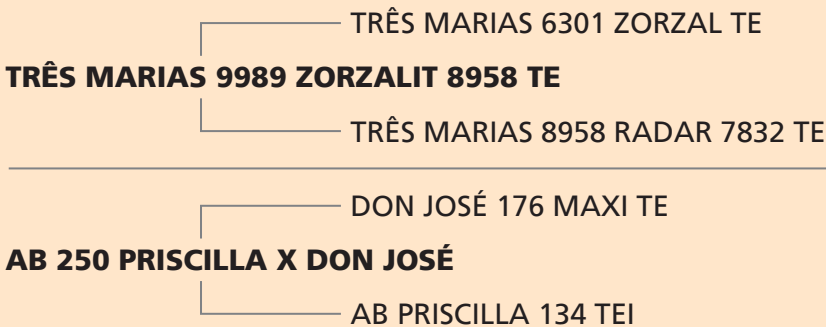 TRÊS MARIAS 6301 ZORZAL TE
TRÊS MARIAS 9989 ZORZALIT 8958 TE
TRÊS MARIAS 8958 RADAR 7832 TE
DON JOSÉ 176 MAXI TE
AB 250 PRISCILLA X DON JOSÉ
AB PRISCILLA 134 TEI